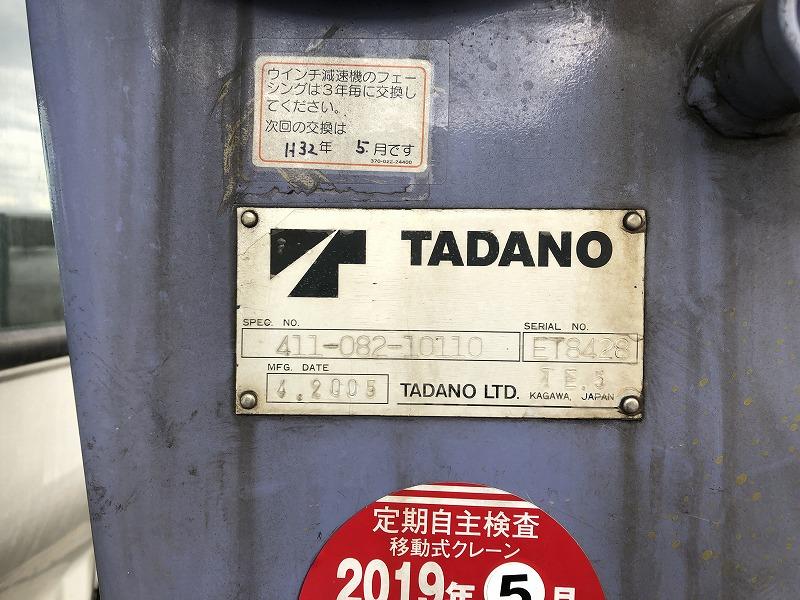 ウインチ減速機のフェー
シングは3年毎に交換し
てください。
次回の交換は
H32年 5月です
370-022-24400
TADANO
SPEC. NO. SERIAL NO.
411-082-10110 ET8428
MFG. DATE
4.2005 TADANO LTD. KAGAWA, JAPAN
定期自主検査
移動式クレーン
2019年 5月